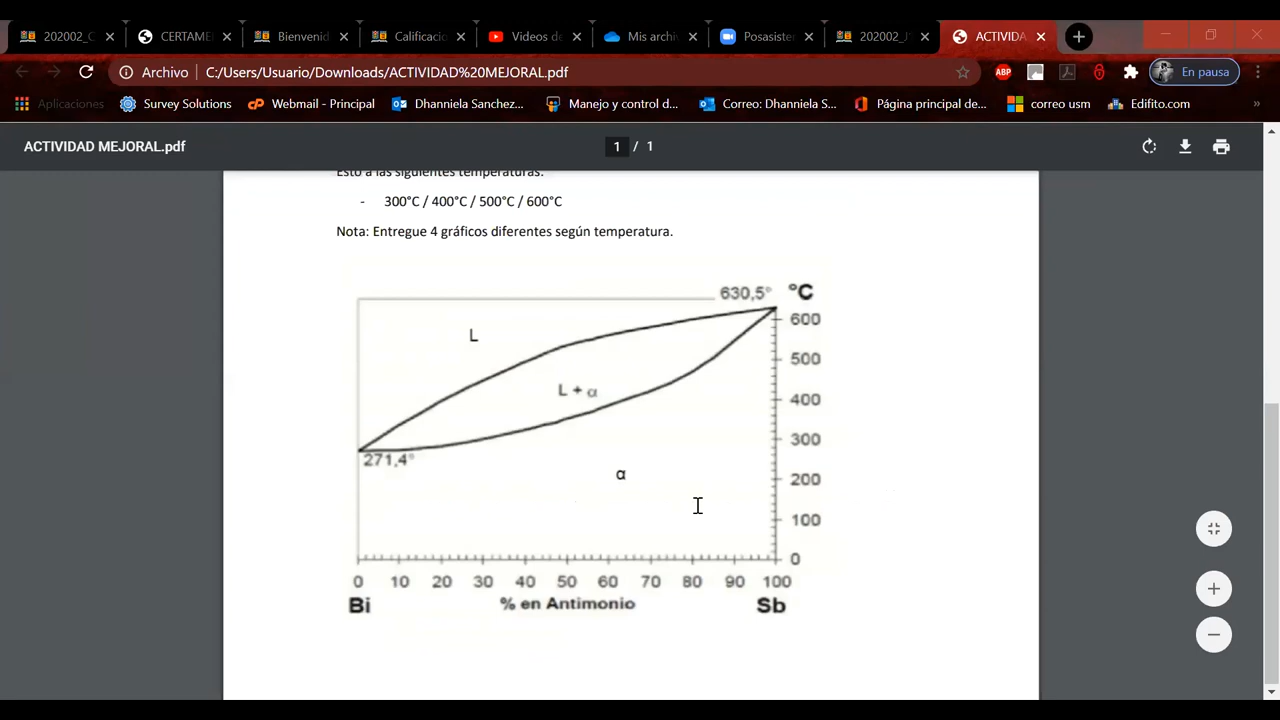 202002_C
CERTAME
Bienvenid
Calificacio
Videos de
Mis archi
Posasiste
202002_J
ACTIVIDA
Archivo C:/Users/Usuario/Downloads/ACTIVIDAD%20MEJORAL.pdf
ABP
En pausa
Aplicaciones
Survey Solutions
Webmail - Principal
Dhanniela Sanchez...
Manejo y control d...
Correo: Dhanniela S...
Página principal de...
correo usm
Edifito.com
»
ACTIVIDAD MEJORAL.pdf
1 / 1
Esto a las siguientes temperaturas:
- 300°C / 400°C / 500°C / 600°C
Nota: Entregue 4 gráficos diferentes según temperatura.
630,5° °C
600
L
500
L + α
400
300
271,4°
α
200
100
0
0 10 20 30 40 50 60 70 80 90 100
Bi % en Antimonio Sb